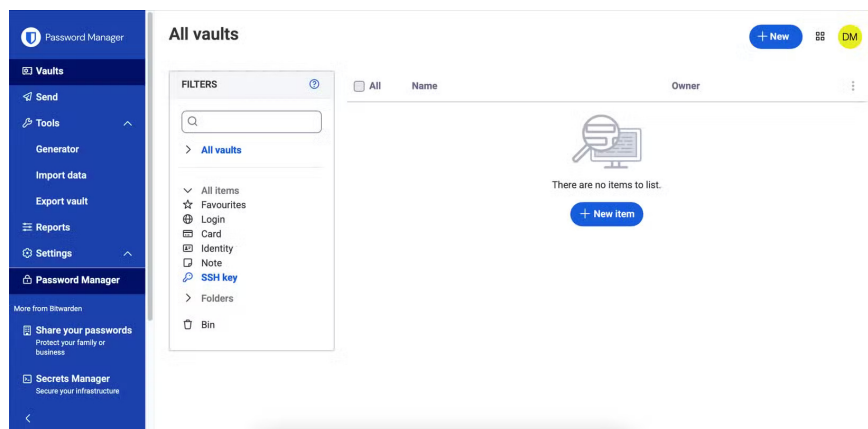 Password Manager
Vaults
Send
Tools
Generator
Import data
Export vault
Reports
Settings
Password Manager
More from Bitwarden
Share your passwords
Protect your family or
business
Secrets Manager
Secure your infrastructure
All vaults
+ New
DM
FILTERS
All vaults
All items
Favourites
Login
Card
Identity
Note
SSH key
Folders
Bin
All Name Owner
There are no items to list.
+ New item